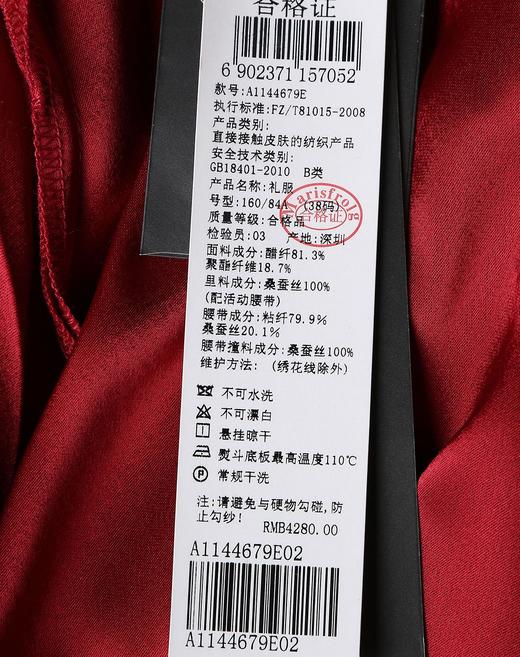 合格证
6 902371 157052
款号:A1144679E
执行标准:FZ/T81015-2008
产品类别:
直接接触皮肤的纺织产品
安全技术类别:
GB18401-2010 B类
产品名称:礼服
号型:160/84A (38码)
Marisfrolg
合格证
质量等级:合格品
检验员:03 产地:深圳
面料成分:醋纤81.3%
聚酯纤维18.7%
里料成分:桑蚕丝100%
(配活动腰带)
腰带成分:粘纤79.9%
桑蚕丝20.1%
腰带撞料成分:桑蚕丝100%
维护方法: (绣花线除外)
不可水洗
不可漂白
悬挂晾干
熨斗底板最高温度110℃
P 常规干洗
注:请避免与硬物勾碰,防
止勾纱!
RMB4280.00
A1144679E02
A1144679E02